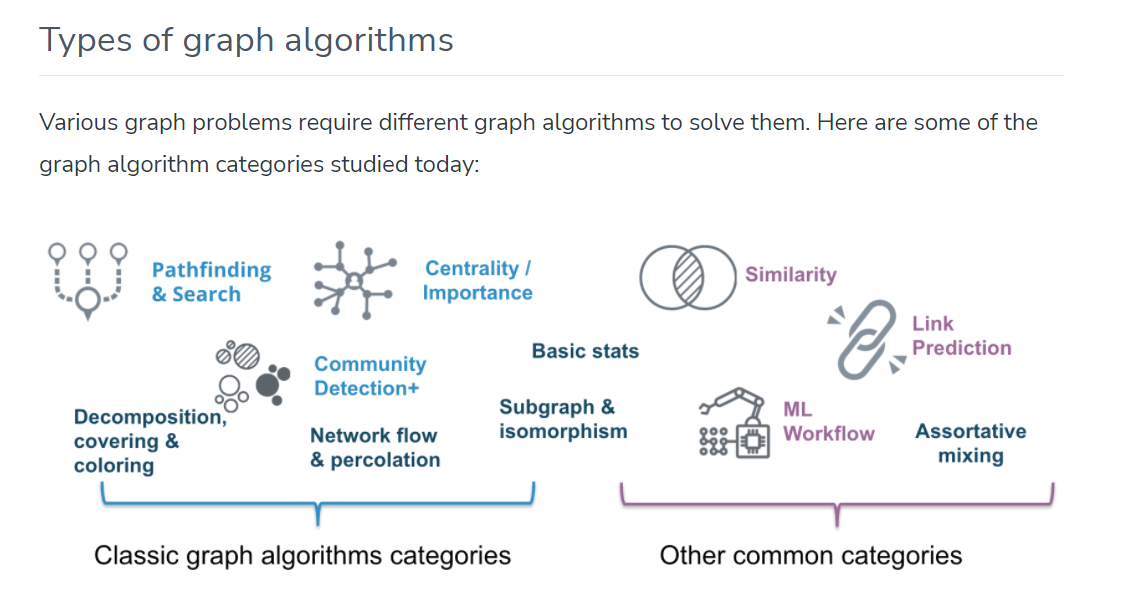 Types of graph algorithms
Various graph problems require different graph algorithms to solve them. Here are some of the
graph algorithm categories studied today:
Pathfinding
& Search
Centrality /
Importance
Similarity
Link
Prediction
Basic stats
Community
Detection+
Decomposition,
covering &
coloring
Network flow
& percolation
Subgraph &
isomorphism
ML
Workflow
Assortative
mixing
Classic graph algorithms categories
Other common categories